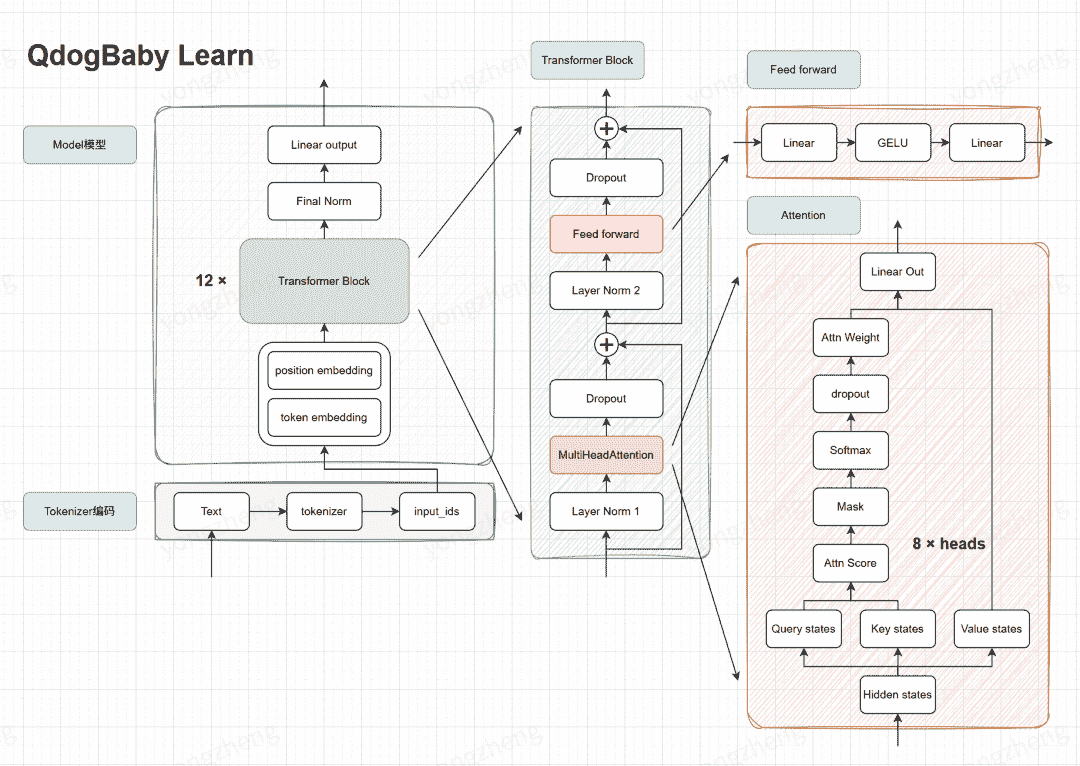 QdogBaby Learn
Model模型
Linear output
Final Norm
12 ×
Transformer Block
position embedding
token embedding
Tokenizer编码
Text
tokenizer
input_ids
Transformer Block
Dropout
Feed forward
Layer Norm 2
Dropout
MultiHeadAttention
Layer Norm 1
Feed forward
Linear
GELU
Linear
Attention
Linear Out
Attn Weight
dropout
Softmax
Mask
8 × heads
Attn Score
Query states
Key states
Value states
Hidden states
yongzheng